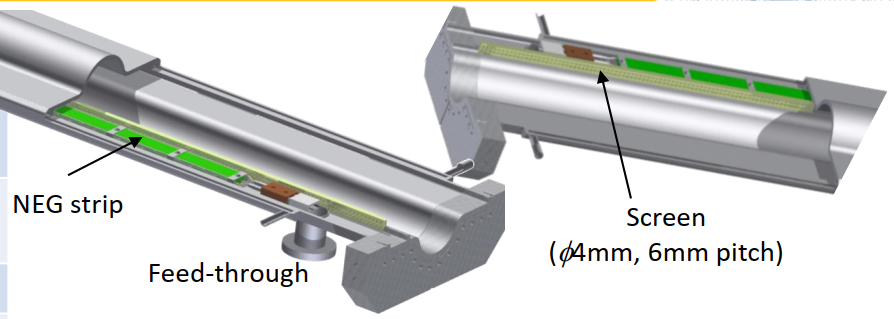 NEG strip
Feed-through
Screen
(ϕ4mm, 6mm pitch)